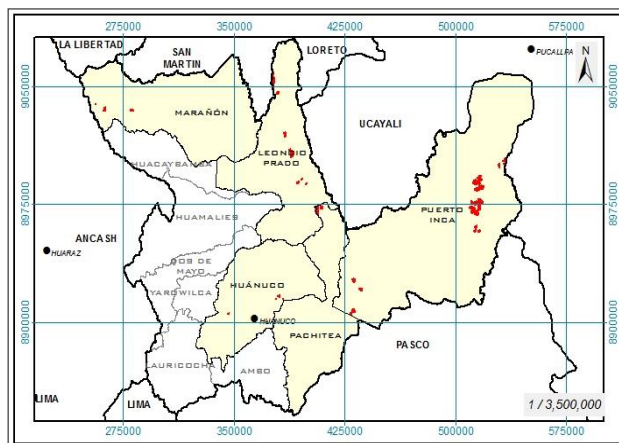 275000 350000 425000 500000 575000
LA LIBERTAD
SAN
MARTIN
LORETO
PUCALLPA
N
9050000
9050000
MARAÑÓN
UCAYALI
HUACAYBAMBA
LEONCIO
PRADO
8975000
8975000
HUAMALIES
PUERTO
INCA
ANCASH
HUARAZ
DOS DE
MAYO
HUÁNUCO
YAROWILCA
HUANUCO
8900000
8900000
PACHITEA
PASCO
LAURICOCHA
AMBO
LIMA
LIMA
1 / 3,500,000
275000 350000 425000 500000 575000